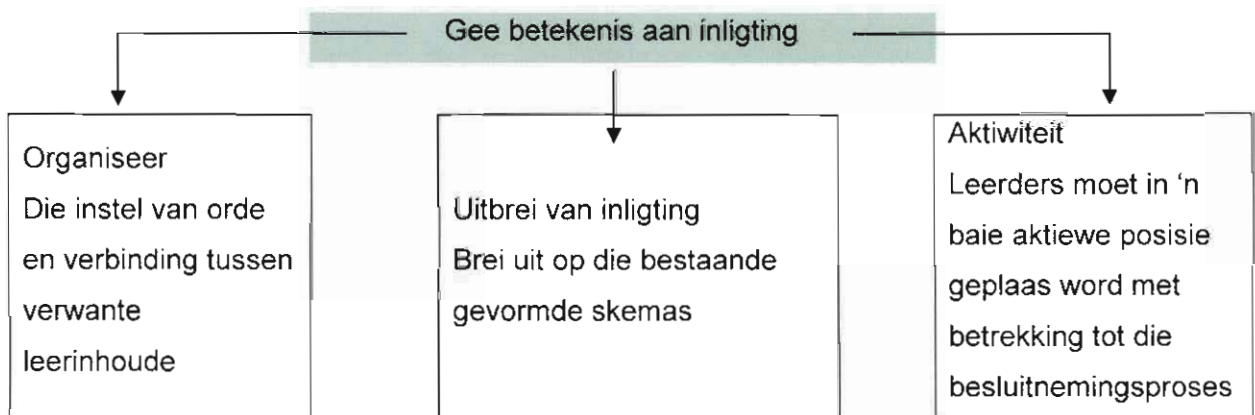 Gee betekenis aan inligting
Organiseer
Die instel van orde
en verbinding tussen
verwante
leerinhoude
Uitbrei van inligting
Brei uit op die bestaande
gevormde skemas
Aktiwiteit
Leerders moet in ‘n
baie aktiewe posisie
geplaas word met
betrekking tot die
besluitnemingsproses